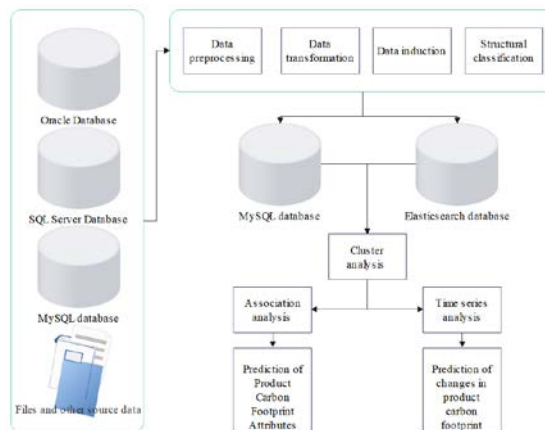 Oracle Database
SQL Server Database
MySQL database
Files and other source data
Data
preprocessing
Data
transformation
Data induction
Structural
classification
MySQL database
Elasticsearch database
Cluster
analysis
Association
analysis
Time series
analysis
Prediction of
Product
Carbon
Footprint
Attributes
Prediction of
changes in
product
carbon
footprint